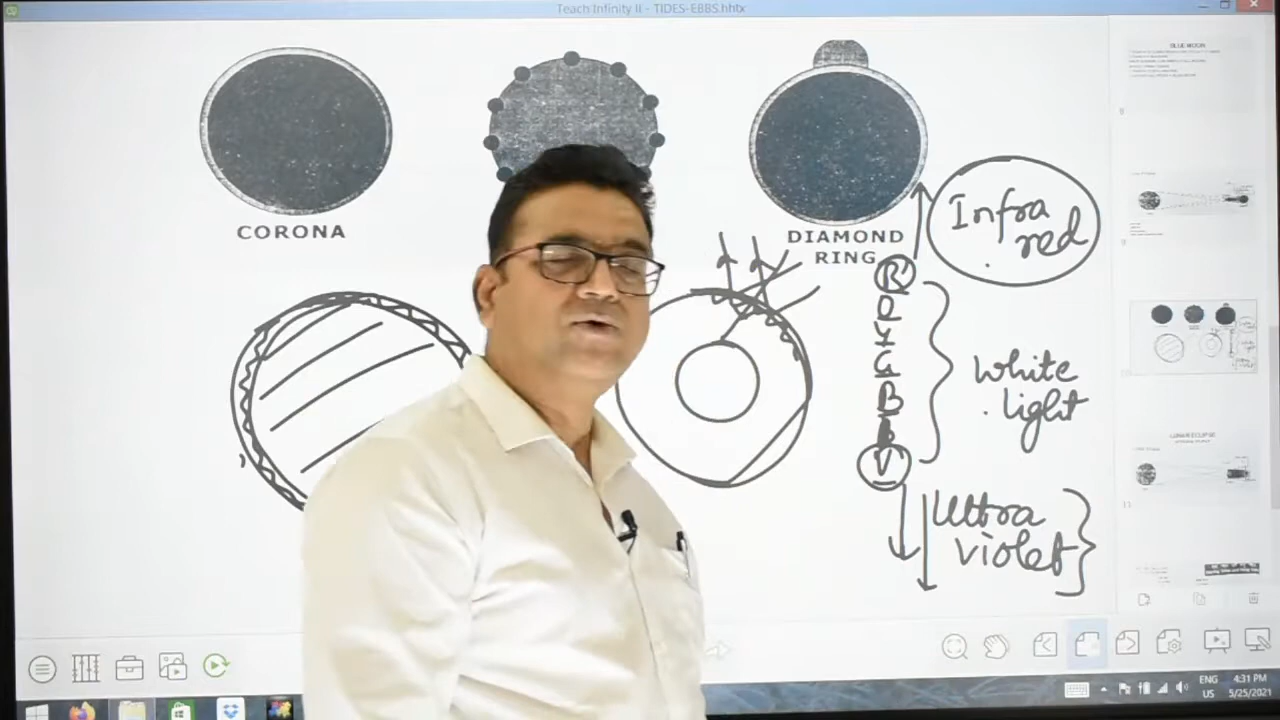 Teach Infinity II - TIDES-EBBS.hhtx
CORONA
DIAMOND
RING
Infra
red
R
O
Y
G
B
V
White
light
Ultra
violet
BLUE MOON
LUNAR ECLIPSE
ENG
US
4:31 PM
5/25/2021